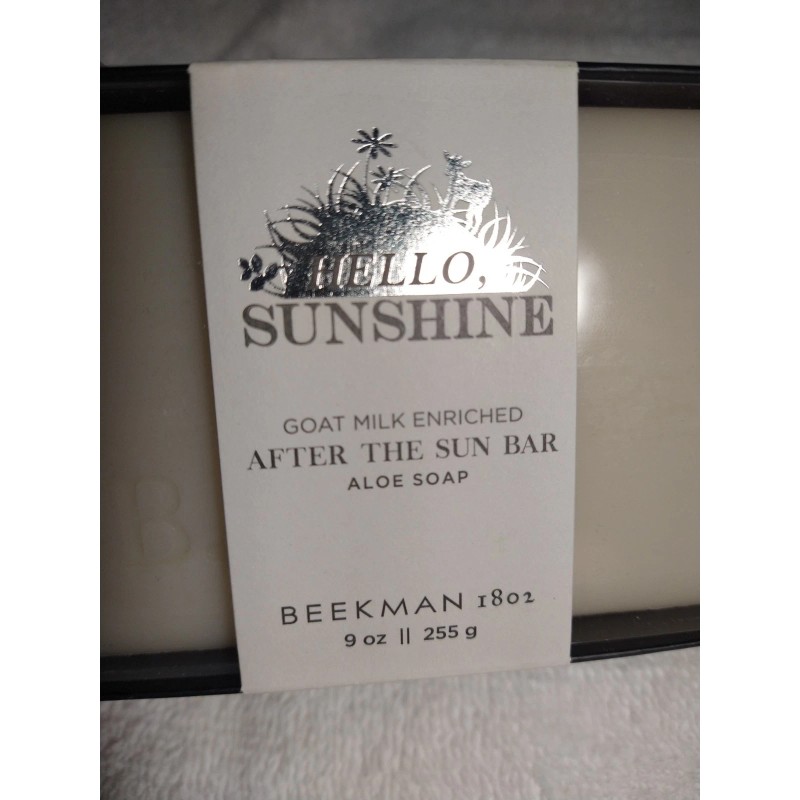 HELLO,
SUNSHINE
GOAT MILK ENRICHED
AFTER THE SUN BAR
ALOE SOAP
B
BEEKMAN 1802
9 oz || 255 g